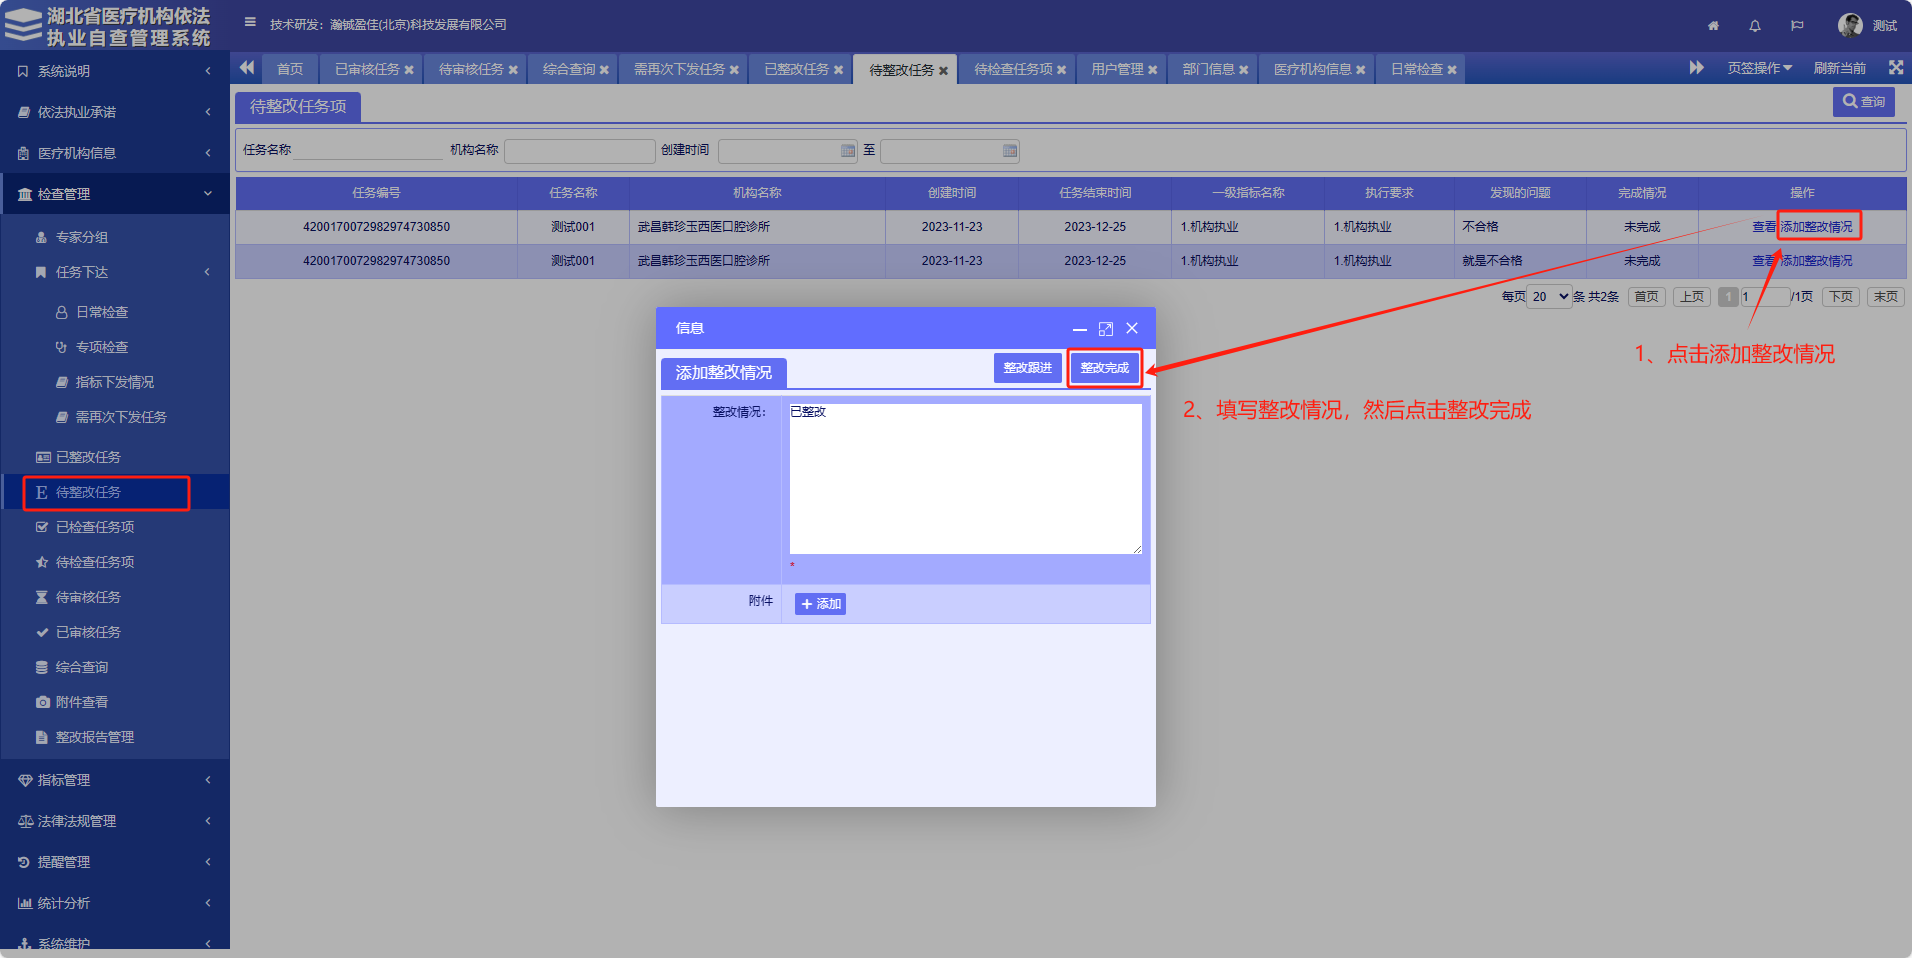 湖北省医疗机构依法
执业自查管理系统
技术研发：瀚铖盈佳(北京)科技发展有限公司
测试
首页 已审核任务 待审核任务 综合查询 需再次下发任务 已整改任务 待整改任务 待检查任务项 用户管理 部门信息 医疗机构信息 日常检查 页签操作 刷新当前
系统说明
依法执业承诺
医疗机构信息
检查管理
专家分组
任务下达
日常检查
专项检查
指标下发情况
需再次下发任务
已整改任务
待整改任务
已检查任务项
待检查任务项
待审核任务
已审核任务
综合查询
附件查看
整改报告管理
指标管理
法律法规管理
提醒管理
统计分析
系统维护
待整改任务项
查询
任务名称 机构名称 创建时间 至
任务编号 任务名称 机构名称 创建时间 任务结束时间 一级指标名称 执行要求 发现的问题 完成情况 操作
4200170072982974730850 测试001 武昌韩珍玉西医口腔诊所 2023-11-23 2023-12-25 1.机构执业 1.机构执业 不合格 未完成 查看 添加整改情况
4200170072982974730850 测试001 武昌韩珍玉西医口腔诊所 2023-11-23 2023-12-25 1.机构执业 1.机构执业 就是不合格 未完成 查看 添加整改情况
每页 20 条 共2条 首页 上页 1 1 /1页 下页 末页
1、点击添加整改情况
信息
添加整改情况
整改跟进 整改完成
2、填写整改情况，然后点击整改完成
整改情况：
已整改
*
附件
+ 添加